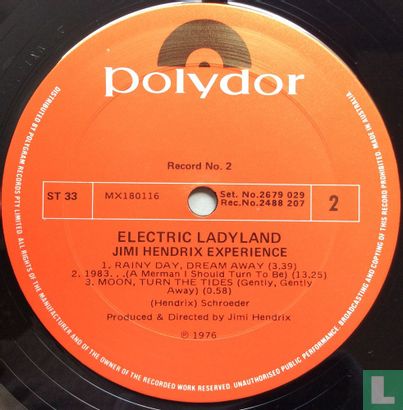 polydor
Record No. 2
ST 33
MX180116
Set. No.2679 029
Rec.No.2488 207
2
ELECTRIC LADYLAND
JIMI HENDRIX EXPERIENCE
1. RAINY DAY, DREAM AWAY (3.39)
2. 1983...(A Merman I Should Turn To Be) (13.25)
3. MOON, TURN THE TIDES (Gently, Gently
Away) (0.58)
(Hendrix) Schroeder
Produced & Directed by Jimi Hendrix
℗ 1976
DISTRIBUTED BY POLYGRAM RECORDS PTY LIMITED. ALL RIGHTS OF THE MANUFACTURER AND OF THE OWNER OF THE RECORDED WORK RESERVED. UNAUTHORISED PUBLIC PERFORMANCE, BROADCASTING AND COPYING OF THIS RECORD PROHIBITED. MADE IN AUSTRALIA.
LastDodo